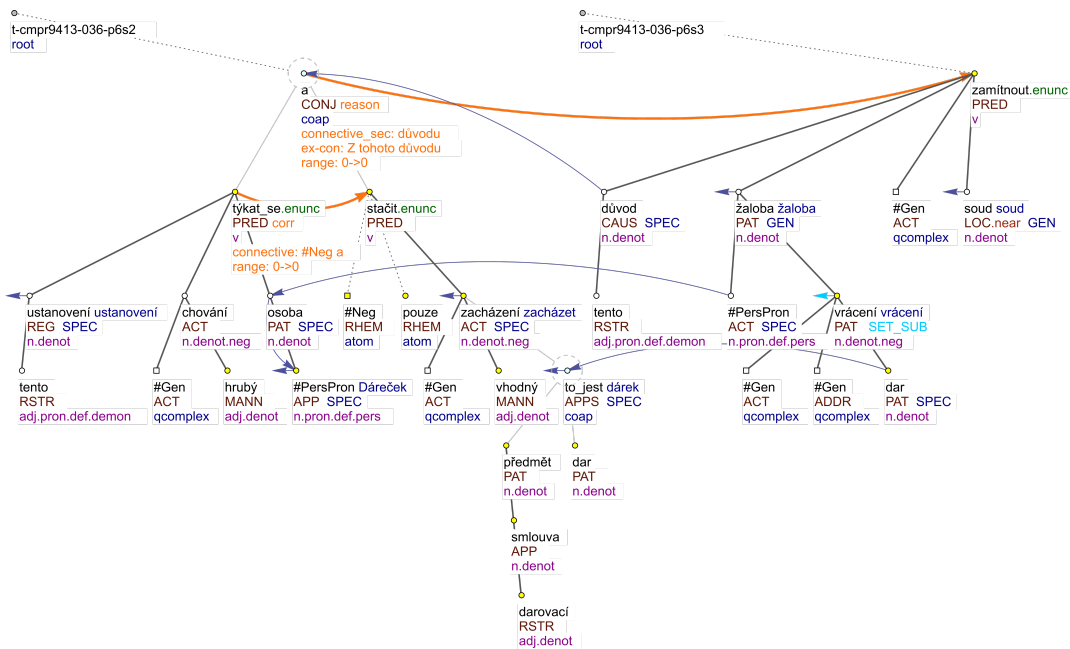 t-cmpr9413-036-p6s2
root
t-cmpr9413-036-p6s3
root
a
CONJ reason
coap
connective_sec: důvodu
ex-con: Z tohoto důvodu
range: 0->0
zamítnout.enunc
PRED
v
týkat_se.enunc
PRED corr
v
connective: #Neg a
range: 0->0
stačit.enunc
PRED
v
důvod
CAUS SPEC
n.denot
žaloba žaloba
PAT GEN
n.denot
#Gen
ACT
qcomplex
soud soud
LOC.near GEN
n.denot
ustanovení ustanovení
REG SPEC
n.denot
chování
ACT
n.denot.neg
osoba
PAT SPEC
n.denot
#Neg
RHEM
atom
pouze
RHEM
atom
zacházení zacházet
ACT SPEC
n.denot.neg
tento
RSTR
adj.pron.def.demon
#PersPron
ACT SPEC
n.pron.def.pers
vrácení vrácení
PAT SET_SUB
n.denot.neg
tento
RSTR
adj.pron.def.demon
#Gen
ACT
qcomplex
hrubý
MANN
adj.denot
#PersPron Dáreček
APP SPEC
n.pron.def.pers
#Gen
ACT
qcomplex
vhodný
MANN
adj.denot
to_jest dárek
APPS SPEC
coap
#Gen
ACT
qcomplex
#Gen
ADDR
qcomplex
dar
PAT SPEC
n.denot
předmět
PAT
n.denot
dar
PAT
n.denot
smlouva
APP
n.denot
darovací
RSTR
adj.denot